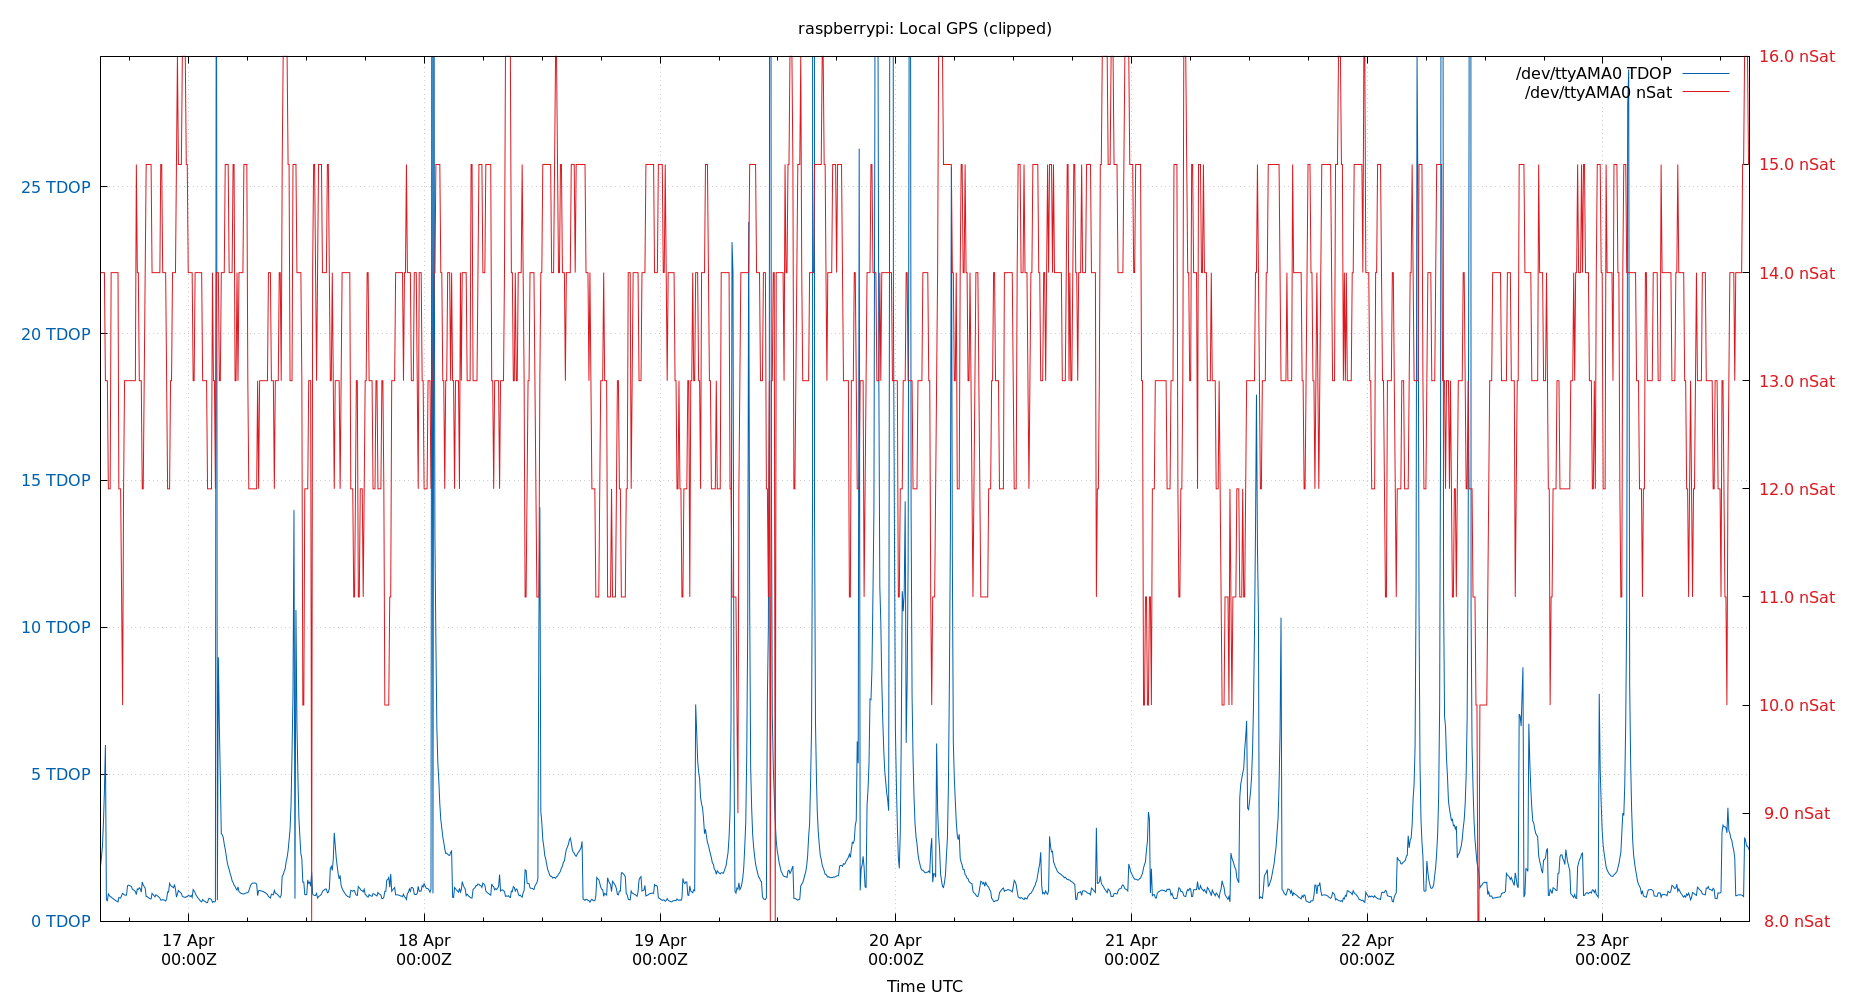 raspberrypi: Local GPS (clipped)
/dev/ttyAMA0 TDOP
/dev/ttyAMA0 nSat
25 TDOP
20 TDOP
15 TDOP
10 TDOP
5 TDOP
0 TDOP
16.0 nSat
15.0 nSat
14.0 nSat
13.0 nSat
12.0 nSat
11.0 nSat
10.0 nSat
9.0 nSat
8.0 nSat
17 Apr
00:00Z
18 Apr
00:00Z
19 Apr
00:00Z
20 Apr
00:00Z
21 Apr
00:00Z
22 Apr
00:00Z
23 Apr
00:00Z
Time UTC